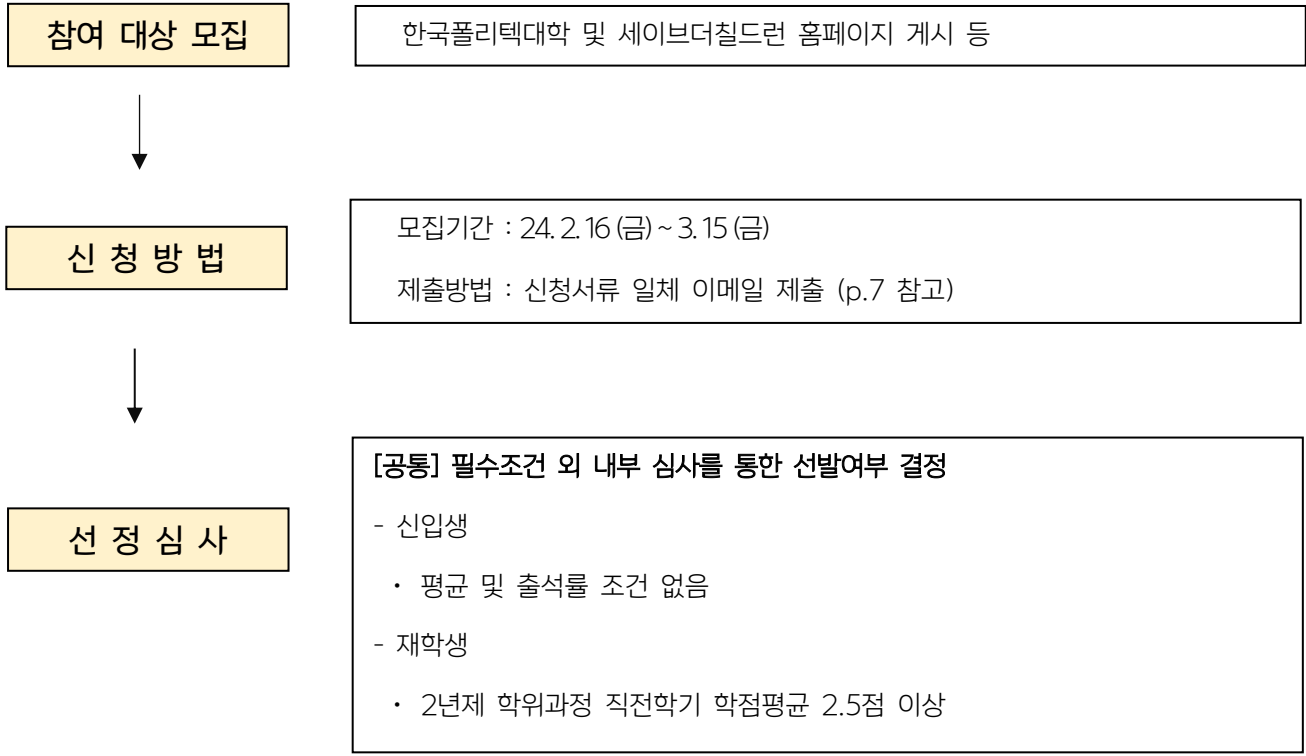 참여 대상 모집
한국폴리텍대학 및 세이브더칠드런 홈페이지 게시 등
신 청 방 법
모집기간 : 24. 2. 16 (금) ~ 3. 15 (금)
제출방법 : 신청서류 일체 이메일 제출 (p.7 참고)
선 정 심 사
[공통] 필수조건 외 내부 심사를 통한 선발여부 결정
- 신입생
· 평균 및 출석률 조건 없음
- 재학생
· 2년제 학위과정 직전학기 학점평균 2.5점 이상